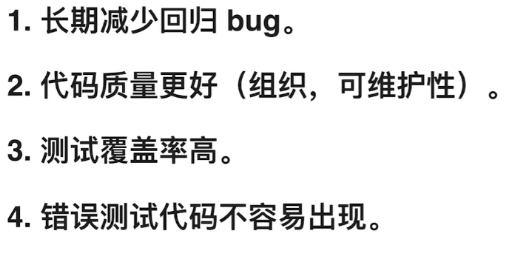 1. 长期减少回归 bug。
2. 代码质量更好（组织，可维护性）。
3. 测试覆盖率高。
4. 错误测试代码不容易出现。